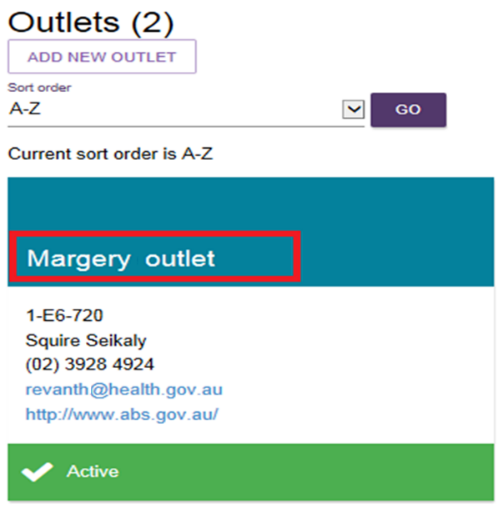 Outlets (2)
ADD NEW OUTLET
Sort order
A-Z
GO
Current sort order is A-Z
Margery outlet
1-E6-720
Squire Seikaly
(02) 3928 4924
revanth@health.gov.au
http://www.abs.gov.au/
Active